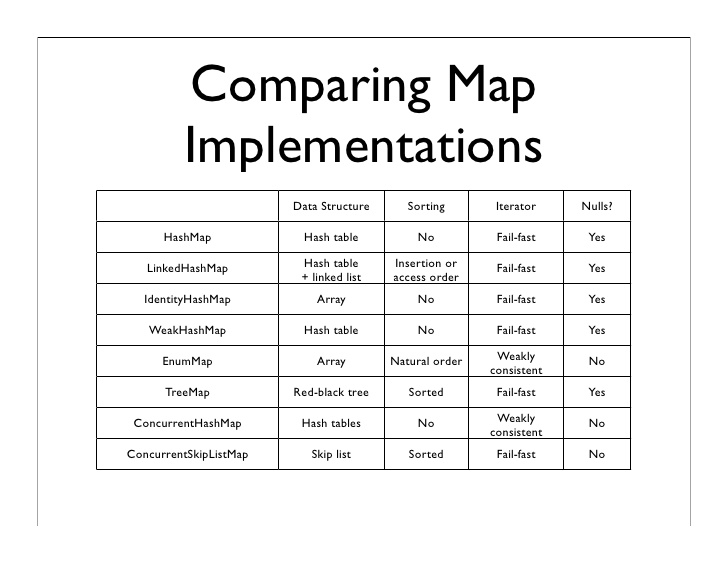 Comparing Map
Implementations
Data Structure Sorting Iterator Nulls?
HashMap Hash table No Fail-fast Yes
LinkedHashMap Hash table + linked list Insertion or access order Fail-fast Yes
IdentityHashMap Array No Fail-fast Yes
WeakHashMap Hash table No Fail-fast Yes
EnumMap Array Natural order Weakly consistent No
TreeMap Red-black tree Sorted Fail-fast Yes
ConcurrentHashMap Hash tables No Weakly consistent No
ConcurrentSkipListMap Skip list Sorted Fail-fast No